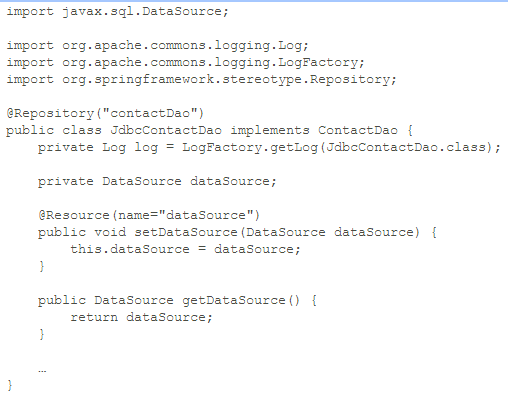 import javax.sql.DataSource;
import org.apache.commons.logging.Log;
import org.apache.commons.logging.LogFactory;
import org.springframework.stereotype.Repository;
@Repository("contactDao")
public class JdbcContactDao implements ContactDao {
    private Log log = LogFactory.getLog(JdbcContactDao.class);
    private DataSource dataSource;
    @Resource(name="dataSource")
    public void setDataSource(DataSource dataSource) {
        this.dataSource = dataSource;
    }
    public DataSource getDataSource() {
        return dataSource;
    }
    …
}